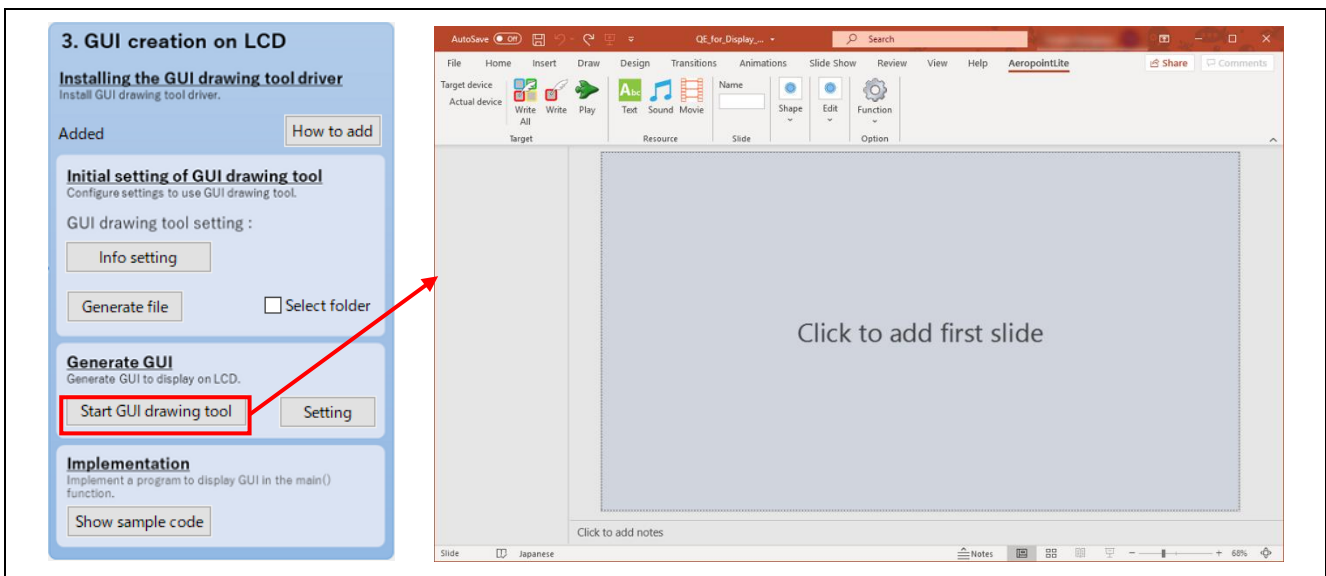 3. GUI creation on LCD
Installing the GUI drawing tool driver
Install GUI drawing tool driver.
Added
How to add
Initial setting of GUI drawing tool
Configure settings to use GUI drawing tool.
GUI drawing tool setting :
Info setting
Generate file
Select folder
Generate GUI
Generate GUI to display on LCD.
Start GUI drawing tool
Setting
Implementation
Implement a program to display GUI in the main()
function.
Show sample code
AutoSave Off QE_for_Display_... Search
File Home Insert Draw Design Transitions Animations Slide Show Review View Help AeropointLite Share Comments
Target device
Actual device
Write
All
Write
Play
Target
Abc
Text
Sound
Movie
Resource
Name
Slide
Shape
Edit
Function
Option
Click to add first slide
Click to add notes
Slide Japanese Notes 68%